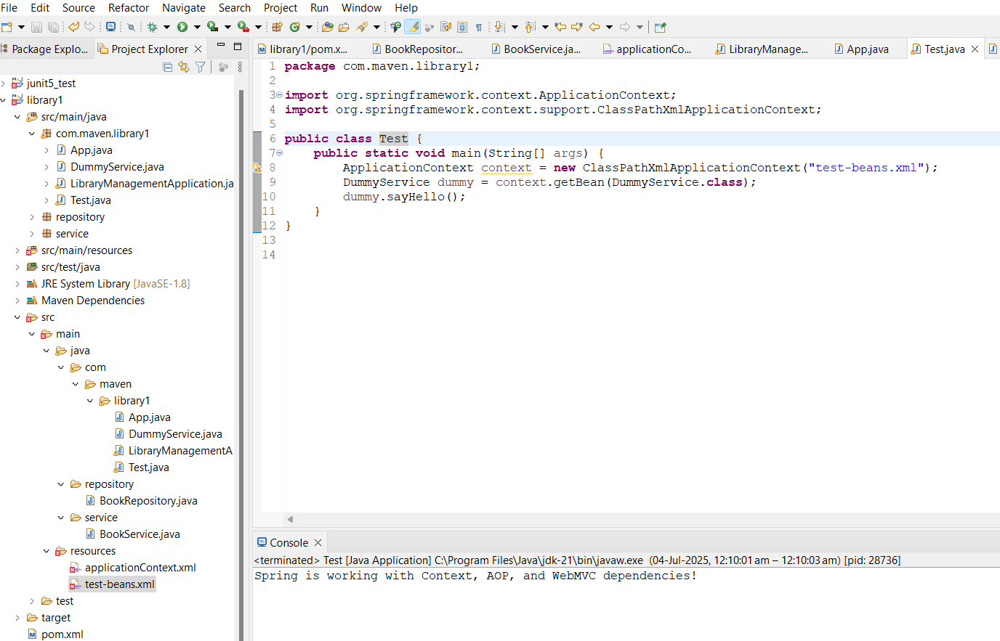 File Edit Source Refactor Navigate Search Project Run Window Help
Package Explo... Project Explorer
library1/pom.x... BookRepositor... BookService.ja... applicationCo... LibraryManage... App.java Test.java
junit5_test
library1
src/main/java
com.maven.library1
App.java
DummyService.java
LibraryManagementApplication.ja
Test.java
repository
service
src/main/resources
src/test/java
JRE System Library [JavaSE-1.8]
Maven Dependencies
src
main
java
com
maven
library1
App.java
DummyService.java
LibraryManagementA
Test.java
repository
BookRepository.java
service
BookService.java
resources
applicationContext.xml
test-beans.xml
test
target
pom.xml
1 package com.maven.library1;
2
3 import org.springframework.context.ApplicationContext;
4 import org.springframework.context.support.ClassPathXmlApplicationContext;
5
6 public class Test {
7 public static void main(String[] args) {
8 ApplicationContext context = new ClassPathXmlApplicationContext("test-beans.xml");
9 DummyService dummy = context.getBean(DummyService.class);
10 dummy.sayHello();
11 }
12 }
13
14
Console
<terminated> Test [Java Application] C:\Program Files\Java\jdk-21\bin\javaw.exe (04-Jul-2025, 12:10:01 am – 12:10:03 am) [pid: 28736]
Spring is working with Context, AOP, and WebMVC dependencies!